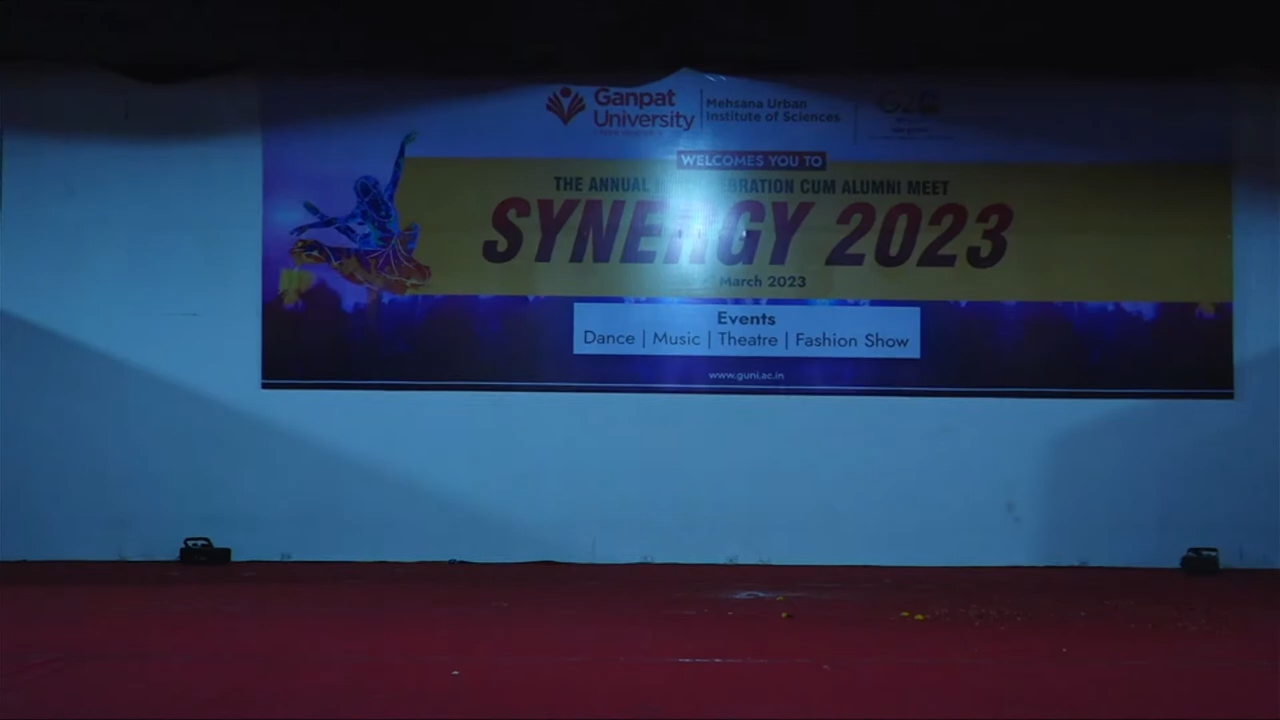 Ganpat
University
Mehsana Urban
Institute of Sciences
G20
WELCOMES YOU TO
THE ANNUAL CUM ALUMNI MEET
SYNERGY 2023
March 2023
Events
Dance | Music | Theatre | Fashion Show
www.guni.ac.in